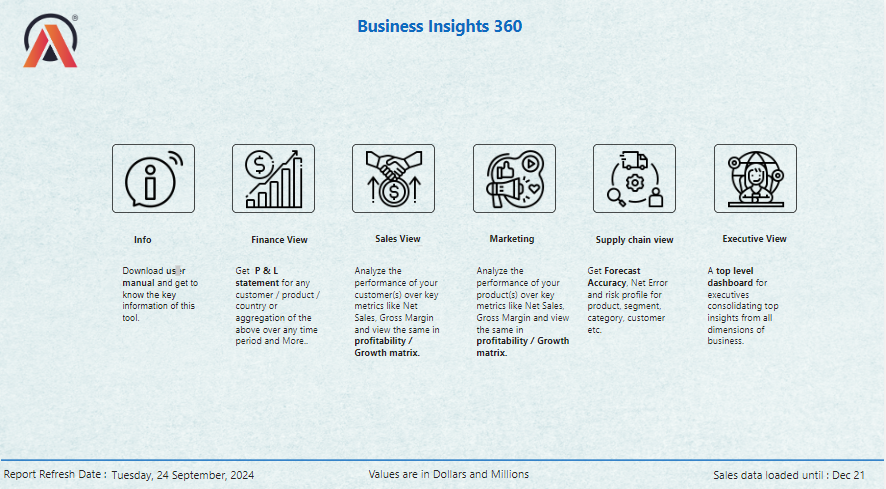 ®
Business Insights 360
Info
Finance View
Sales View
Marketing
Supply chain view
Executive View
Download user
manual and get to
know the key
information of this
tool.
Get P & L
statement for any
customer / product /
country or
aggregation of the
above over any time
period and More..
Analyze the
performance of your
customer(s) over key
metrics like Net
Sales, Gross Margin
and view the same in
profitability /
Growth matrix.
Analyze the
performance of your
product(s) over key
metrics like Net Sales,
Gross Margin and view
the same in
profitability / Growth
matrix.
Get Forecast
Accuracy, Net Error
and risk profile for
product, segment,
category, customer
etc.
A top level
dashboard for
executives
consolidating top
insights from all
dimensions of
business.
Report Refresh Date : Tuesday, 24 September, 2024
Values are in Dollars and Millions
Sales data loaded until : Dec 21